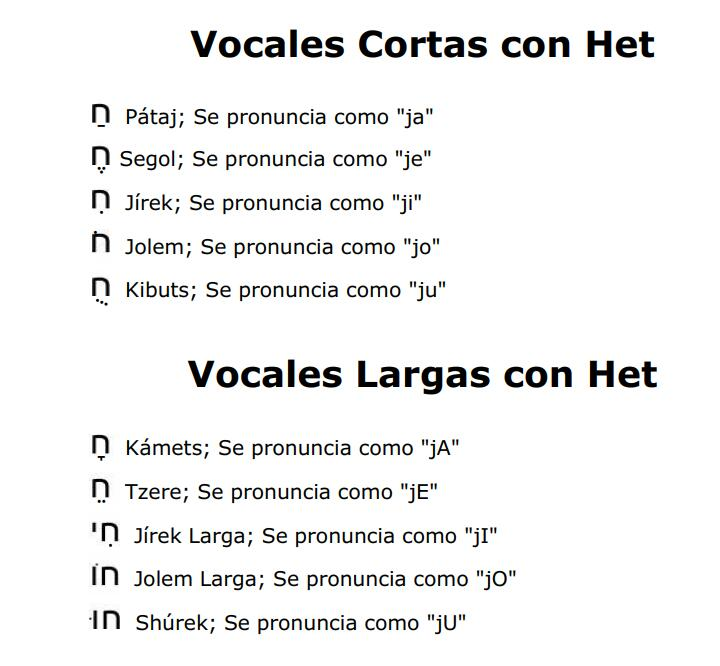 Vocales Cortas con Het
חַ Pátaj; Se pronuncia como "ja"
חֶ Segol; Se pronuncia como "je"
חִ Jírek; Se pronuncia como "ji"
חֹ Jolem; Se pronuncia como "jo"
חֻ Kibuts; Se pronuncia como "ju"
Vocales Largas con Het
חָ Kámets; Se pronuncia como "jA"
חֵ Tzere; Se pronuncia como "jE"
חִי Jírek Larga; Se pronuncia como "jI"
חוֹ Jolem Larga; Se pronuncia como "jO"
חוּ Shúrek; Se pronuncia como "jU"